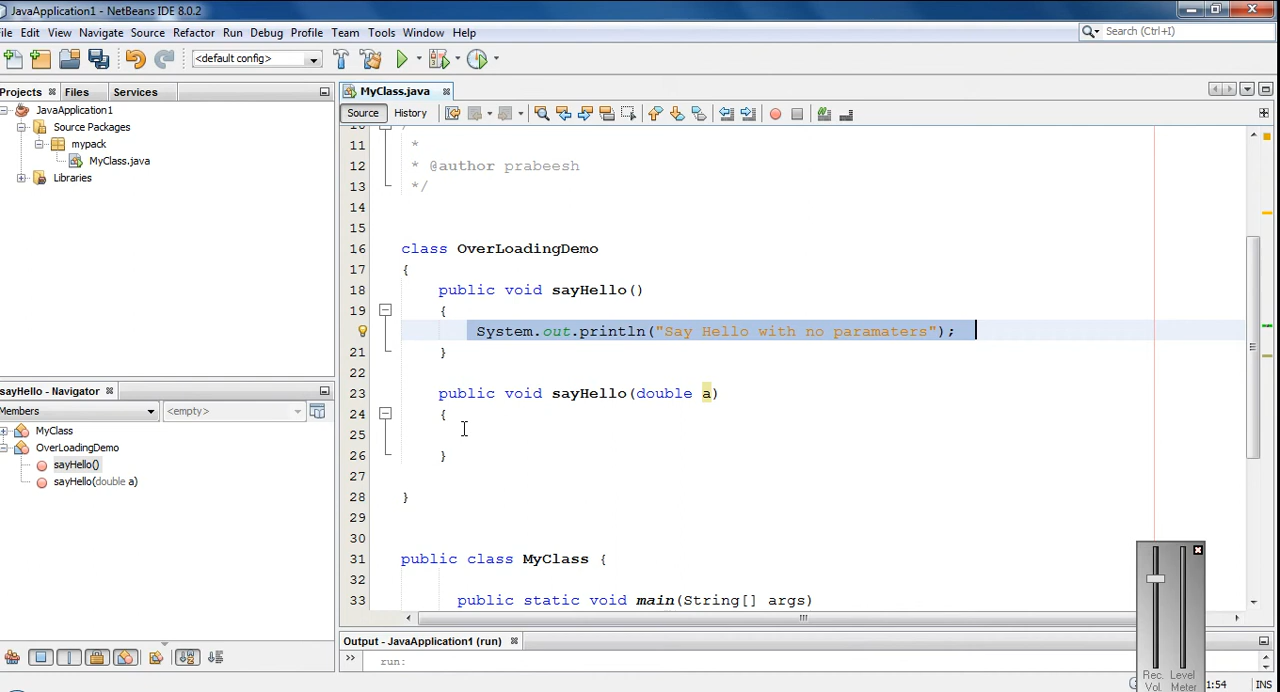 JavaApplication1 - NetBeans IDE 8.0.2
File Edit View Navigate Source Refactor Run Debug Profile Team Tools Window Help
Search (Ctrl+I)
<default config>
Projects Files Services
MyClass.java
JavaApplication1
Source Packages
mypack
MyClass.java
Libraries
Source History
11 *
12 * @author prabeesh
13 */
14
15
16 class OverLoadingDemo
17 {
18 public void sayHello()
19 {
System.out.println("Say Hello with no paramaters");
21 }
22
23 public void sayHello(double a)
24 {
25
26 }
27
28 }
29
30
31 public class MyClass {
32
33 public static void main(String[] args)
sayHello - Navigator
Members
<empty>
MyClass
OverLoadingDemo
sayHello()
sayHello(double a)
Output - JavaApplication1 (run)
run:
Rec. Level
Vol. Meter
1:54 INS